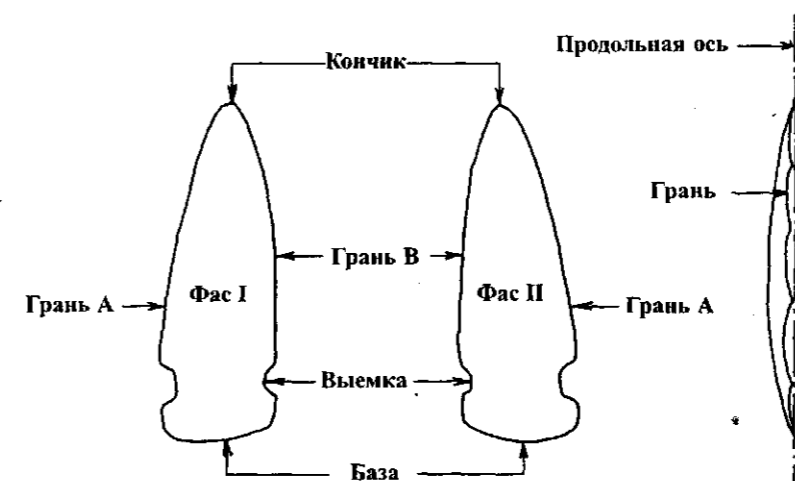 Кончик
Продольная ось
Грань
Грань В
Фас I
Фас II
Грань А
Грань А
Выемка
База